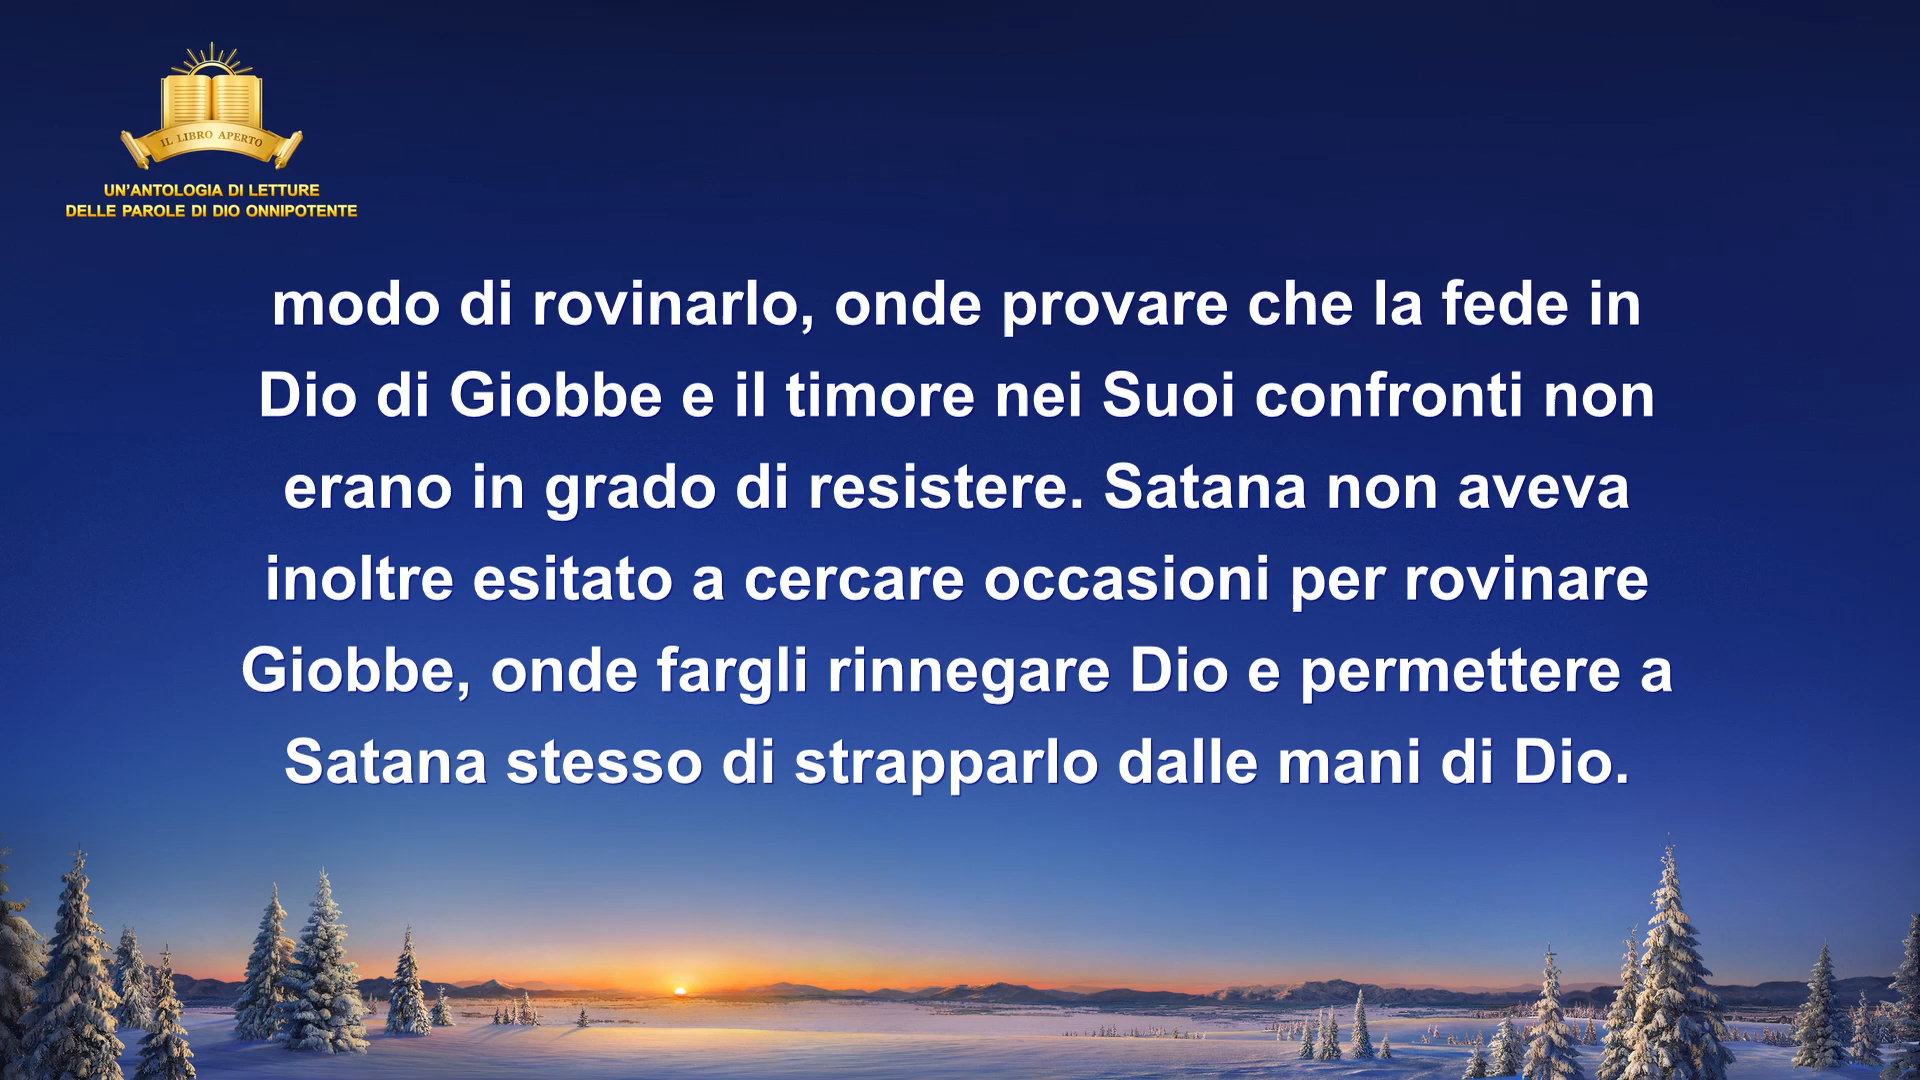 IL LIBRO APERTO
UN’ANTOLOGIA DI LETTURE
DELLE PAROLE DI DIO ONNIPOTENTE
modo di rovinarlo, onde provare che la fede in
Dio di Giobbe e il timore nei Suoi confronti non
erano in grado di resistere. Satana non aveva
inoltre esitato a cercare occasioni per rovinare
Giobbe, onde fargli rinnegare Dio e permettere a
Satana stesso di strapparlo dalle mani di Dio.